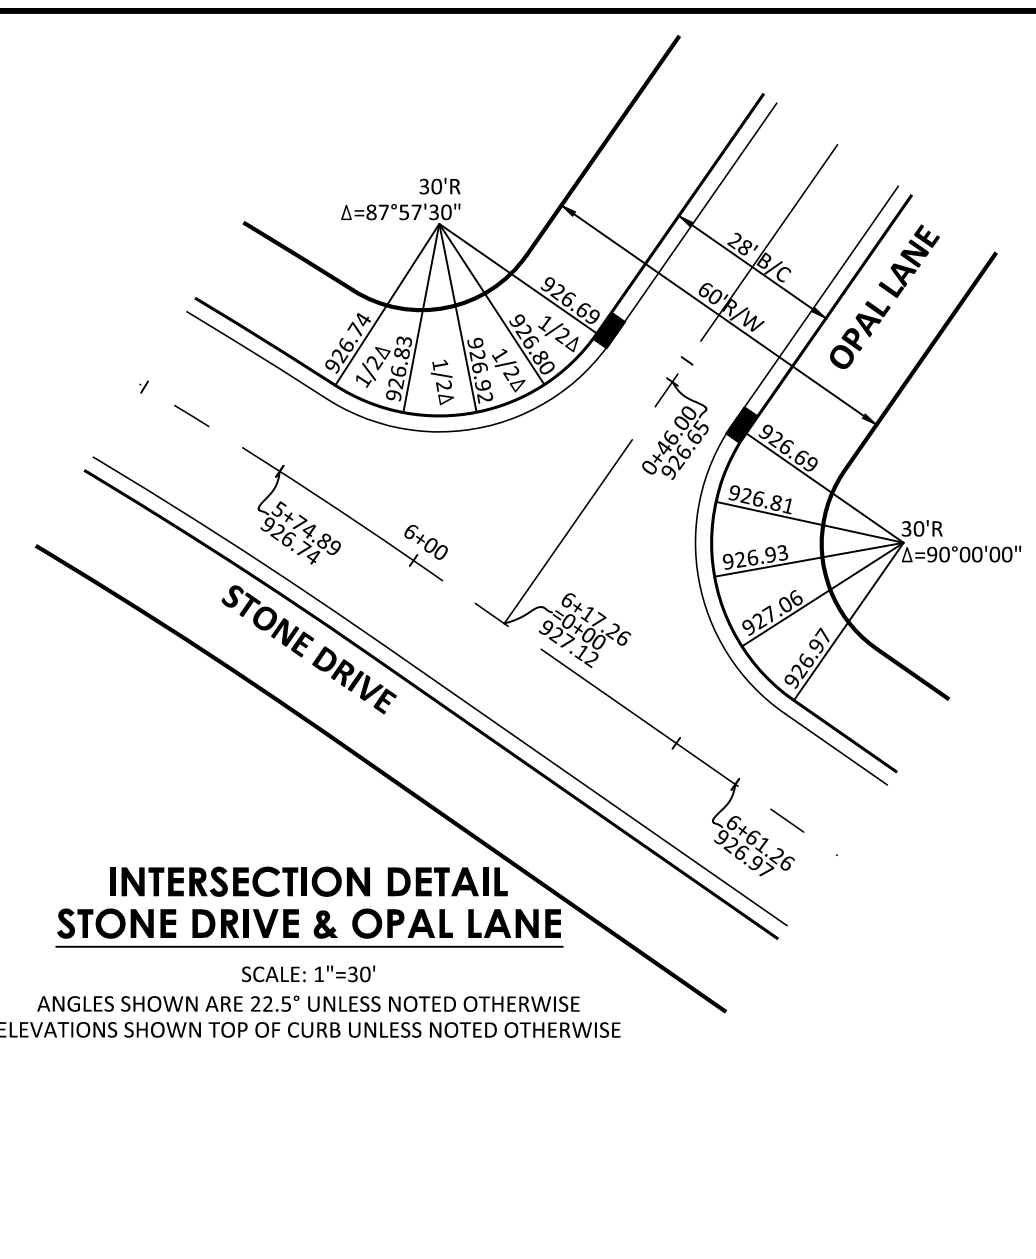 30'R
Δ=87°57'30"
926.74
1/2Δ
926.83
1/2Δ
926.92
1/2Δ
926.80
1/2Δ
926.69
28' B/C
60'R/W
OPAL LANE
0+46.00
926.65
926.69
926.81
926.93
927.06
926.97
30'R
Δ=90°00'00"
5+74.89
926.74
6+00
6+17.26
=0+00
927.12
STONE DRIVE
6+61.26
926.97
INTERSECTION DETAIL
STONE DRIVE & OPAL LANE
SCALE: 1"=30'
ANGLES SHOWN ARE 22.5° UNLESS NOTED OTHERWISE
ELEVATIONS SHOWN TOP OF CURB UNLESS NOTED OTHERWISE